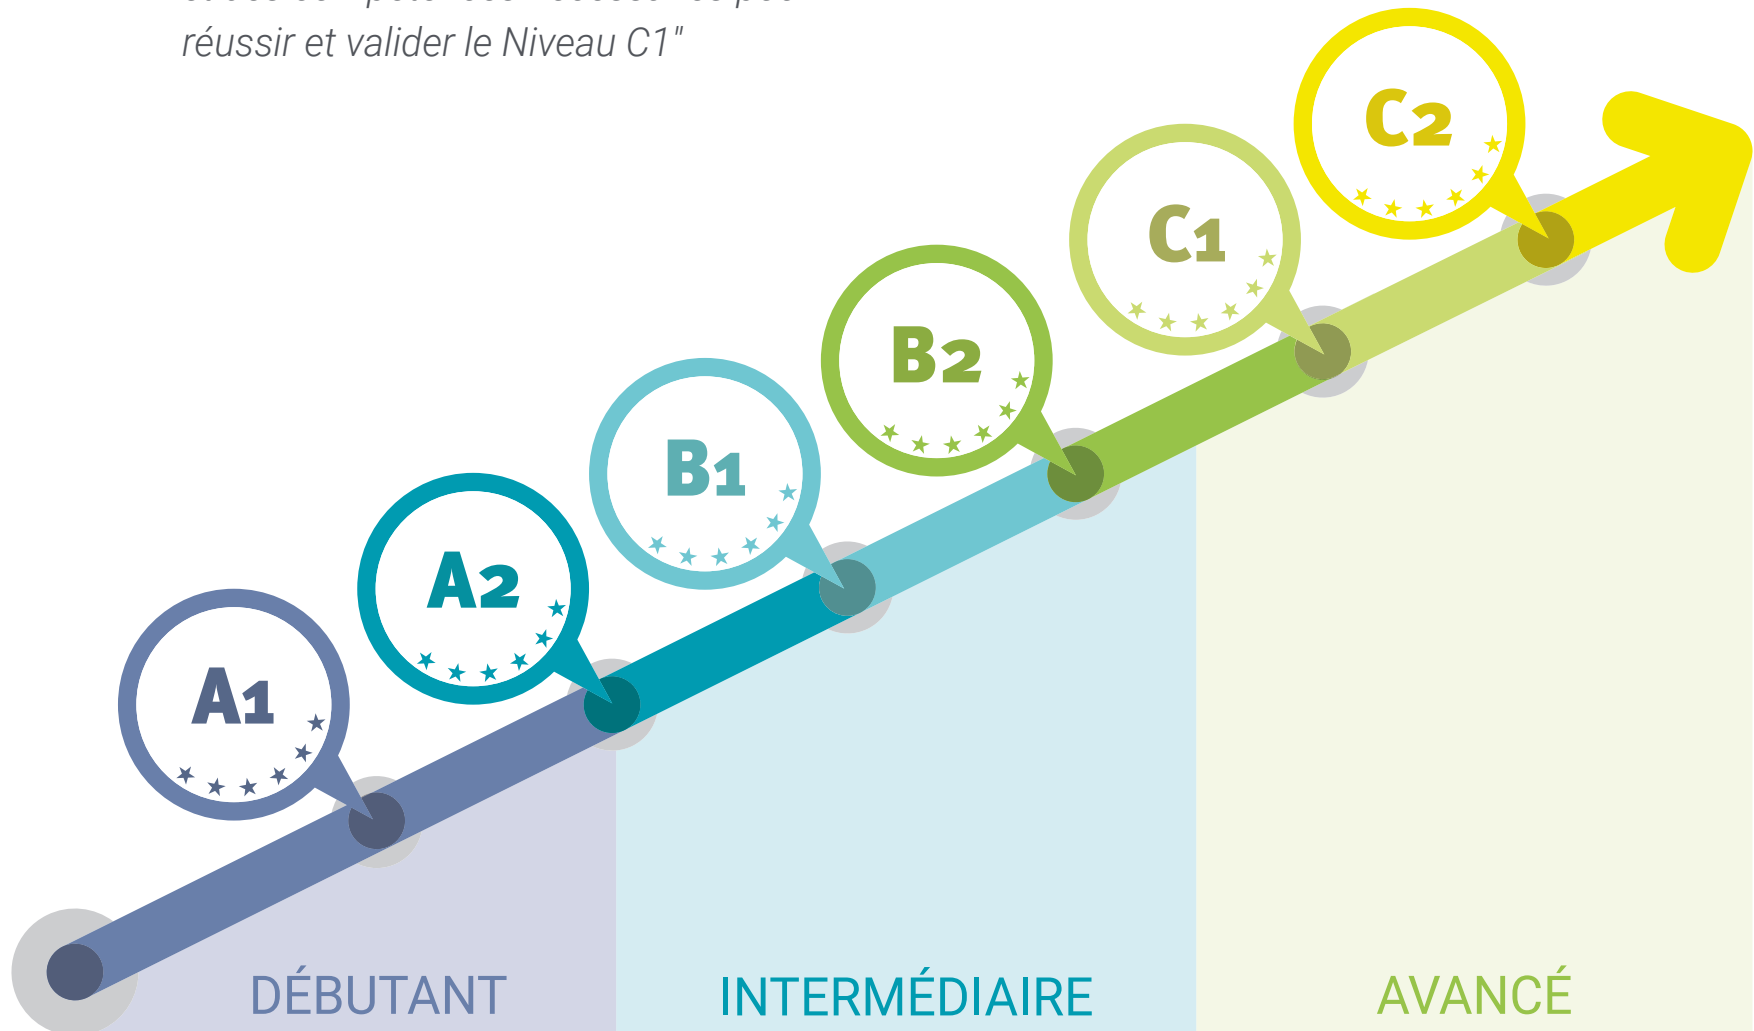 réussir et valider le Niveau C1"
C2
C1
B2
B1
A2
A1
DÉBUTANT INTERMÉDIAIRE AVANCÉ